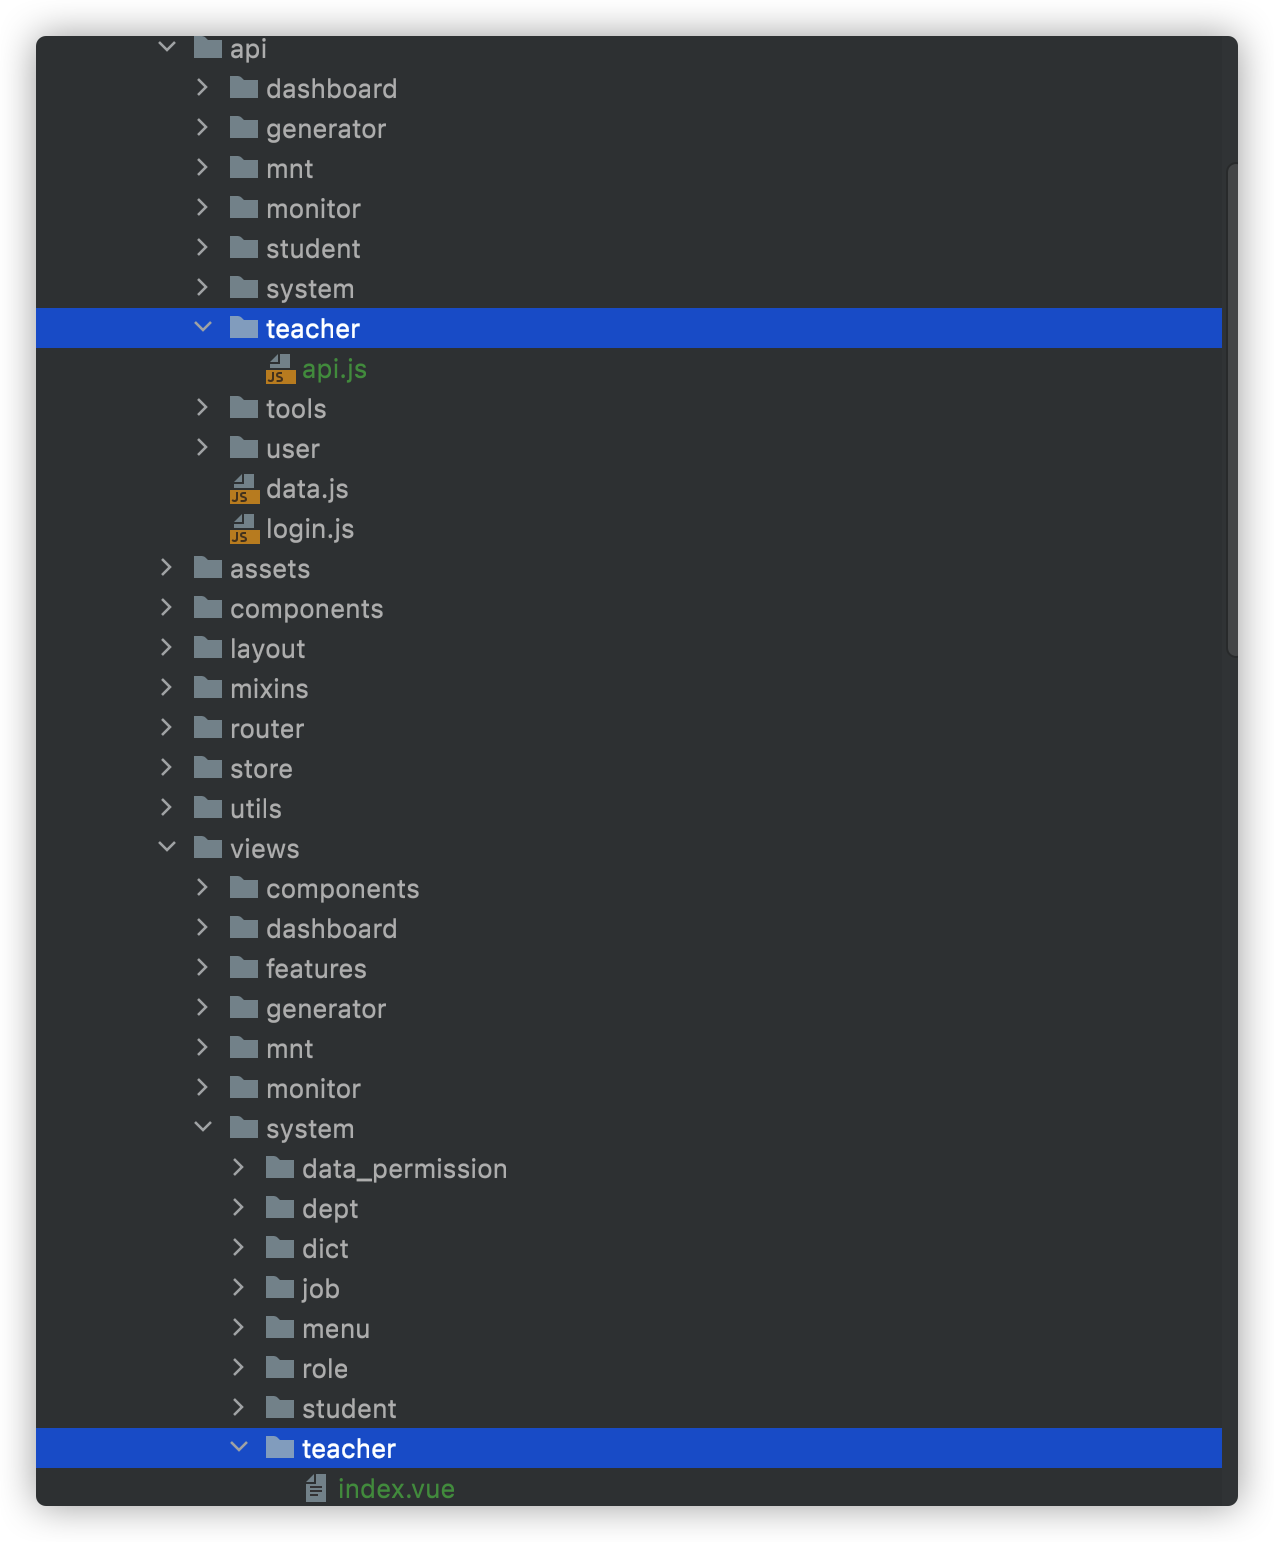 api
dashboard
generator
mnt
monitor
student
system
teacher
JS api.js
tools
user
JS data.js
JS login.js
assets
components
layout
mixins
router
store
utils
views
components
dashboard
features
generator
mnt
monitor
system
data_permission
dept
dict
job
menu
role
student
teacher
index.vue